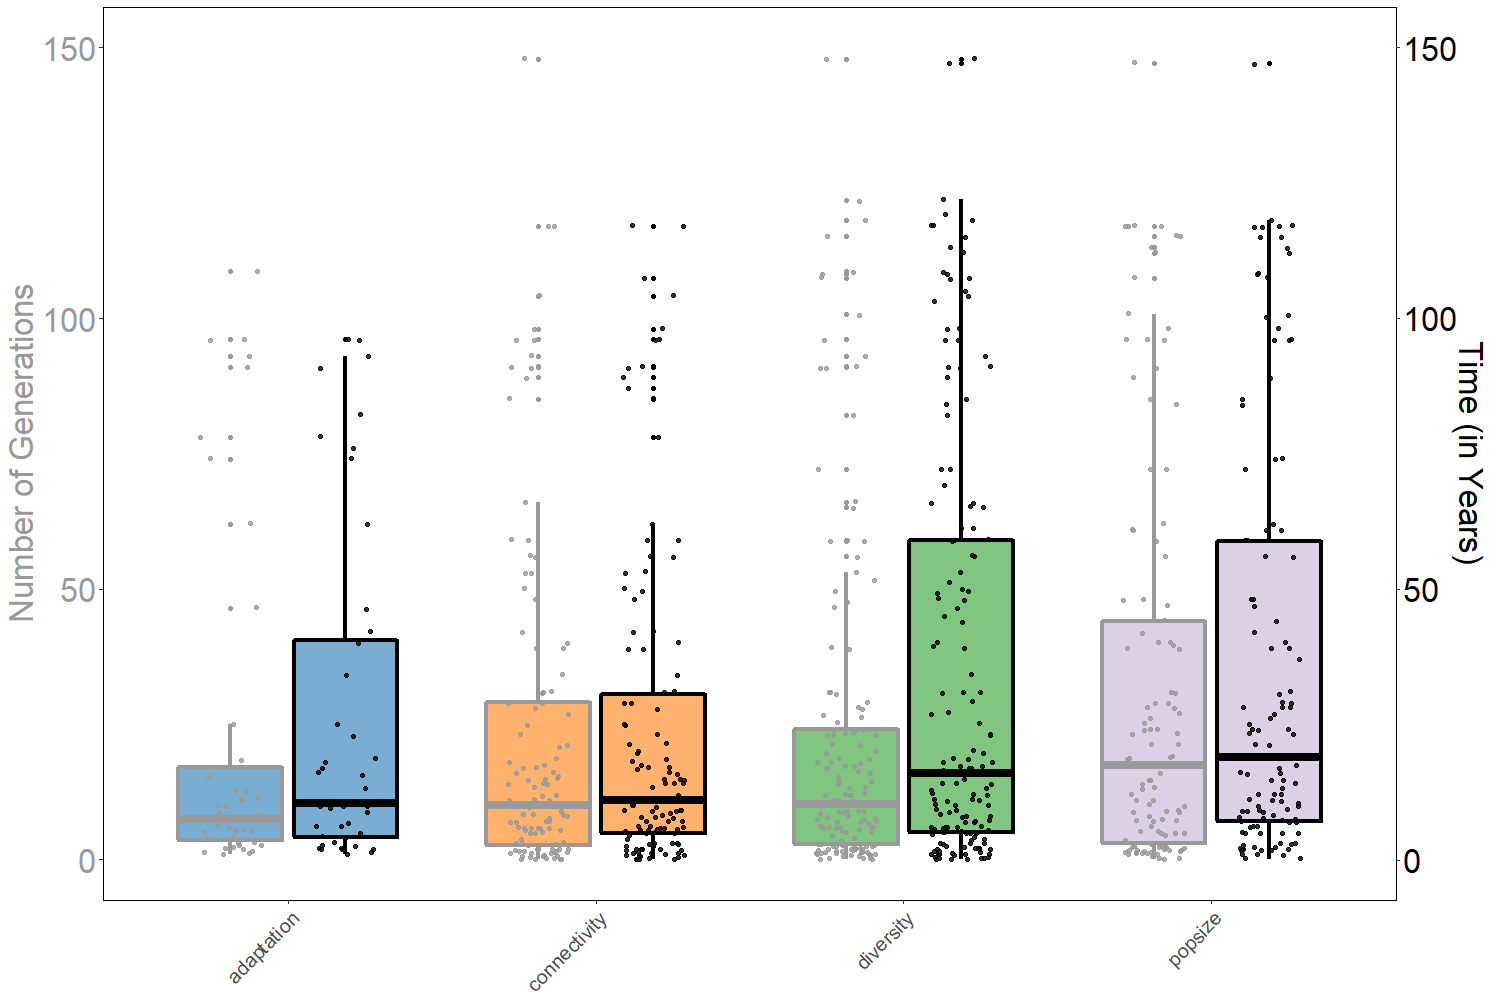 Number of Generations
150
100
50
0
150
100
50
0
Time (in Years)
adaptation
connectivity
diversity
popsize